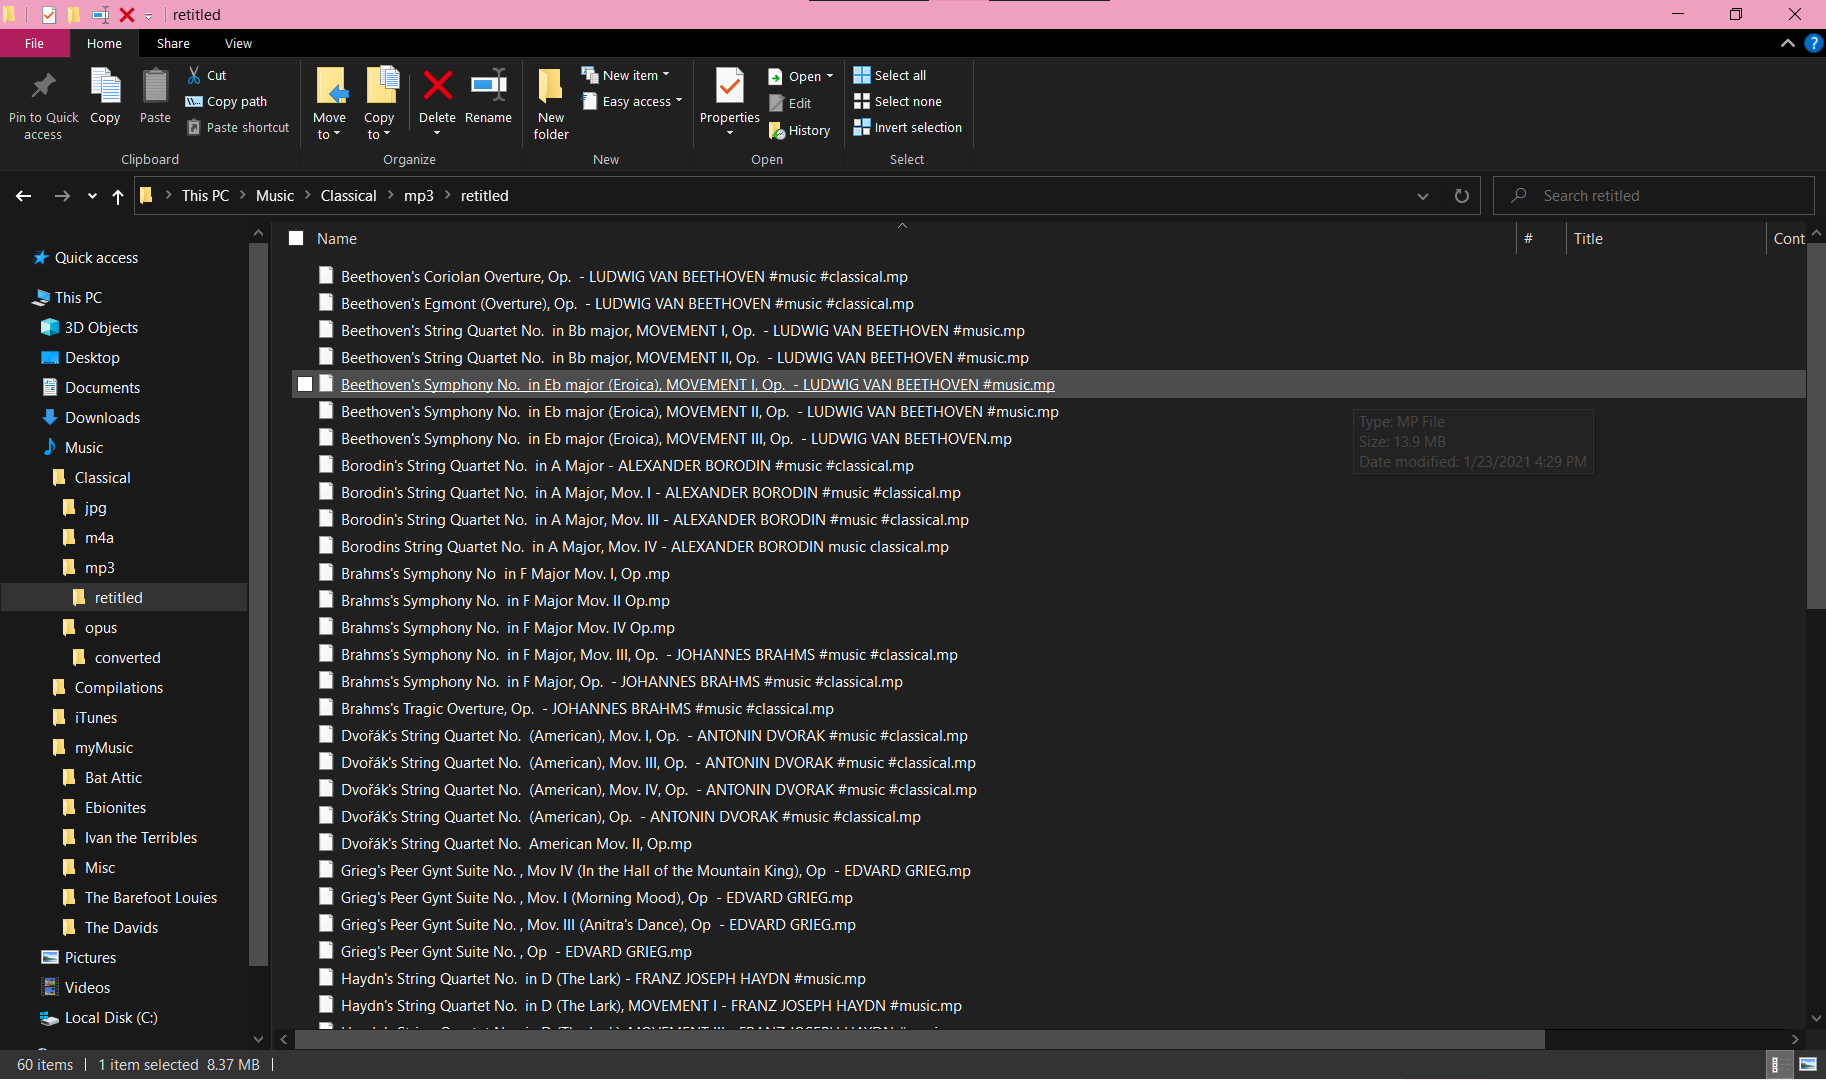 retitled
File Home Share View
Pin to Quick access
Copy
Paste
Cut
Copy path
Paste shortcut
Clipboard
Move to
Copy to
Delete
Rename
Organize
New folder
New item
Easy access
New
Properties
Open
Edit
History
Open
Select all
Select none
Invert selection
Select
This PC > Music > Classical > mp3 > retitled
Search retitled
Name # Title Cont
Quick access
This PC
3D Objects
Desktop
Documents
Downloads
Music
Classical
jpg
m4a
mp3
retitled
opus
converted
Compilations
iTunes
myMusic
Bat Attic
Ebionites
Ivan the Terribles
Misc
The Barefoot Louies
The Davids
Pictures
Videos
Local Disk (C:)
Beethoven's Coriolan Overture, Op.  - LUDWIG VAN BEETHOVEN #music #classical.mp
Beethoven's Egmont (Overture), Op.  - LUDWIG VAN BEETHOVEN #music #classical.mp
Beethoven's String Quartet No.  in Bb major, MOVEMENT I, Op.  - LUDWIG VAN BEETHOVEN #music.mp
Beethoven's String Quartet No.  in Bb major, MOVEMENT II, Op.  - LUDWIG VAN BEETHOVEN #music.mp
Beethoven's Symphony No.  in Eb major (Eroica), MOVEMENT I, Op.  - LUDWIG VAN BEETHOVEN #music.mp
Beethoven's Symphony No.  in Eb major (Eroica), MOVEMENT II, Op.  - LUDWIG VAN BEETHOVEN #music.mp
Beethoven's Symphony No.  in Eb major (Eroica), MOVEMENT III, Op.  - LUDWIG VAN BEETHOVEN.mp
Borodin's String Quartet No.  in A Major - ALEXANDER BORODIN #music #classical.mp
Borodin's String Quartet No.  in A Major, Mov. I - ALEXANDER BORODIN #music #classical.mp
Borodin's String Quartet No.  in A Major, Mov. III - ALEXANDER BORODIN #music #classical.mp
Borodins String Quartet No.  in A Major, Mov. IV - ALEXANDER BORODIN music classical.mp
Brahms's Symphony No  in F Major Mov. I, Op .mp
Brahms's Symphony No.  in F Major Mov. II Op.mp
Brahms's Symphony No.  in F Major Mov. IV Op.mp
Brahms's Symphony No.  in F Major, Mov. III, Op.  - JOHANNES BRAHMS #music #classical.mp
Brahms's Symphony No.  in F Major, Op.  - JOHANNES BRAHMS #music #classical.mp
Brahms's Tragic Overture, Op.  - JOHANNES BRAHMS #music #classical.mp
Dvořák's String Quartet No.  (American), Mov. I, Op.  - ANTONIN DVORAK #music #classical.mp
Dvořák's String Quartet No.  (American), Mov. III, Op.  - ANTONIN DVORAK #music #classical.mp
Dvořák's String Quartet No.  (American), Mov. IV, Op.  - ANTONIN DVORAK #music #classical.mp
Dvořák's String Quartet No.  (American), Op.  - ANTONIN DVORAK #music #classical.mp
Dvořák's String Quartet No.  American Mov. II, Op.mp
Grieg's Peer Gynt Suite No. , Mov IV (In the Hall of the Mountain King), Op  - EDVARD GRIEG.mp
Grieg's Peer Gynt Suite No. , Mov. I (Morning Mood), Op  - EDVARD GRIEG.mp
Grieg's Peer Gynt Suite No. , Mov. III (Anitra's Dance), Op  - EDVARD GRIEG.mp
Grieg's Peer Gynt Suite No. , Op  - EDVARD GRIEG.mp
Haydn's String Quartet No.  in D (The Lark) - FRANZ JOSEPH HAYDN #music.mp
Haydn's String Quartet No.  in D (The Lark), MOVEMENT I - FRANZ JOSEPH HAYDN #music.mp
Type: MP File
Size: 13.9 MB
Date modified: 1/23/2021 4:29 PM
60 items | 1 item selected 8.37 MB |